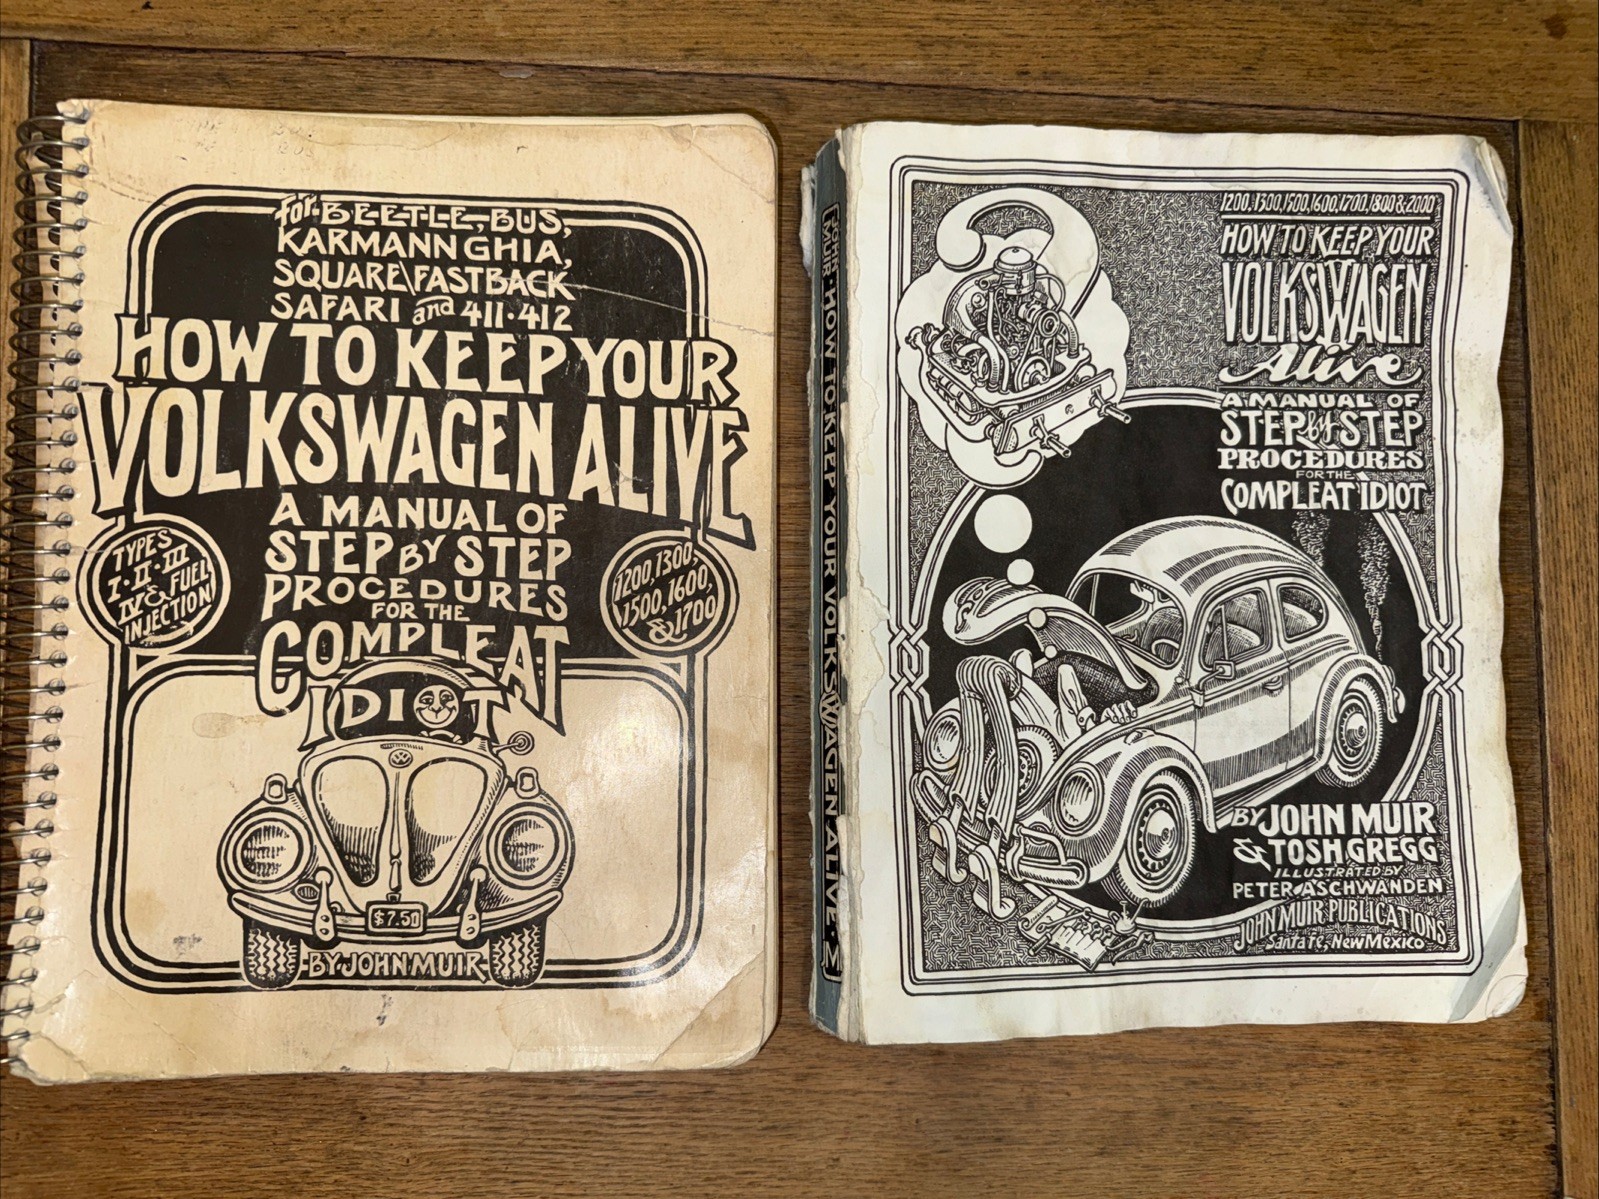 for BEETLE, BUS,
KARMANN GHIA,
SQUARE\FASTBACK
SAFARI and 411·412
HOW TO KEEP YOUR
VOLKSWAGEN ALIVE
A MANUAL OF
STEP BY STEP
PROCEDURES
FOR THE
COMPLEAT
IDIOT
TYPES
I·II·III
IV & FUEL
INJECTION
1200, 1300,
1500, 1600,
& 1700
VW
$7.50
BY JOHN MUIR
JOHN MUIR · HOW TO KEEP YOUR VOLKSWAGEN ALIVE · M
1200, 1300, 1500, 1600, 1700, 1800 & 2000
HOW TO KEEP YOUR
VOLKSWAGEN
Alive
A MANUAL OF
STEP by STEP
PROCEDURES
FOR THE
COMPLEAT IDIOT
BY JOHN MUIR
& TOSH GREGG
ILLUSTRATED BY
PETER ASCHWANDEN
JOHN MUIR PUBLICATIONS
Santa Fe, New Mexico